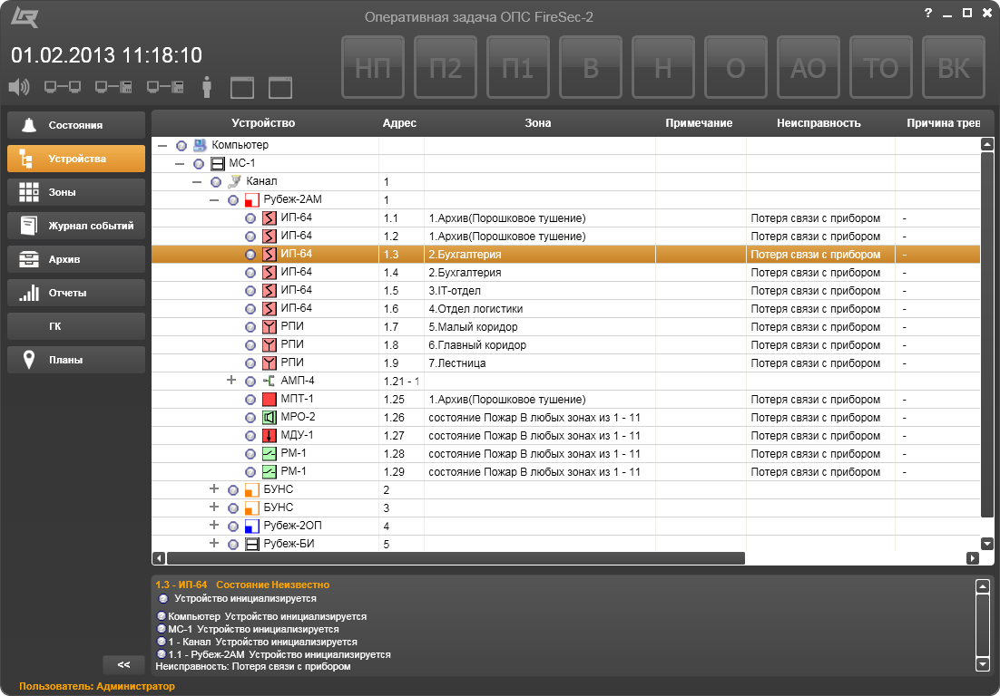 Оперативная задача ОПС FireSec-2
?
01.02.2013 11:18:10
НП П2 П1 В Н О АО ТО ВК
Состояния
Устройства
Зоны
Журнал событий
Архив
Отчеты
ГК
Планы
<<
Устройство Адрес Зона Примечание Неисправность Причина трев
Компьютер
МС-1
Канал 1
Рубеж-2АМ 1
ИП-64 1.1 1.Архив(Порошковое тушение) Потеря связи с прибором -
ИП-64 1.2 1.Архив(Порошковое тушение) Потеря связи с прибором -
ИП-64 1.3 2.Бухгалтерия Потеря связи с прибором -
ИП-64 1.4 2.Бухгалтерия Потеря связи с прибором -
ИП-64 1.5 3.IT-отдел Потеря связи с прибором -
ИП-64 1.6 4.Отдел логистики Потеря связи с прибором -
РПИ 1.7 5.Малый коридор Потеря связи с прибором -
РПИ 1.8 6.Главный коридор Потеря связи с прибором -
РПИ 1.9 7.Лестница Потеря связи с прибором -
АМП-4 1.21 - 1
МПТ-1 1.25 1.Архив(Порошковое тушение) Потеря связи с прибором -
МРО-2 1.26 состояние Пожар В любых зонах из 1 - 11 Потеря связи с прибором -
МДУ-1 1.27 состояние Пожар В любых зонах из 1 - 11 Потеря связи с прибором -
РМ-1 1.28 состояние Пожар В любых зонах из 1 - 11 Потеря связи с прибором -
РМ-1 1.29 состояние Пожар В любых зонах из 1 - 11 Потеря связи с прибором -
БУНС 2
БУНС 3
Рубеж-2ОП 4
Рубеж-БИ 5
1.3 - ИП-64 Состояние Неизвестно
Устройство инициализируется
Компьютер Устройство инициализируется
МС-1 Устройство инициализируется
1 - Канал Устройство инициализируется
1.1 - Рубеж-2АМ Устройство инициализируется
Неисправность: Потеря связи с прибором
Пользователь: Администратор